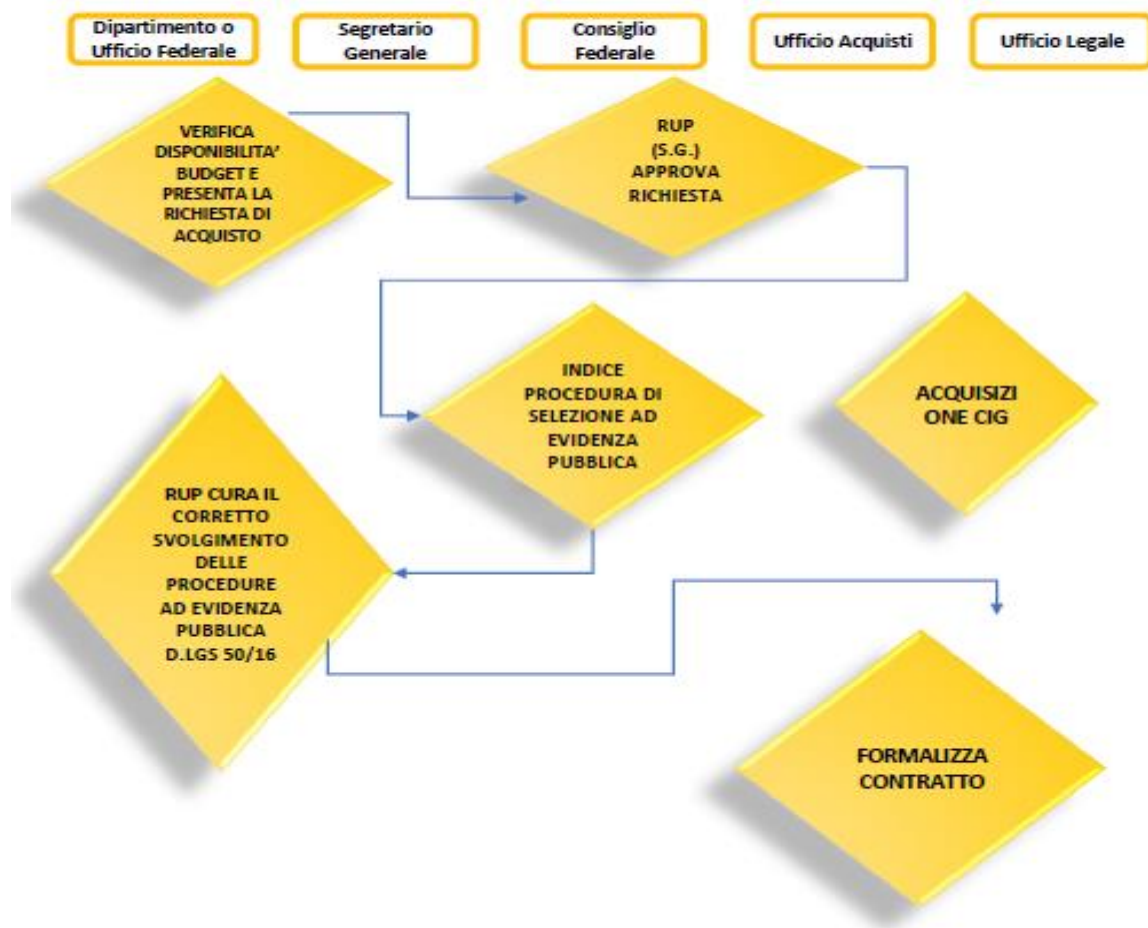 Dipartimento o
Ufficio Federale
Segretario
Generale
Consiglio
Federale
Ufficio Acquisti
Ufficio Legale
VERIFICA
DISPONIBILITA'
BUDGET E
PRESENTA LA
RICHIESTA DI
ACQUISTO
RUP
(S.G.)
APPROVA
RICHIESTA
INDICE
PROCEDURA DI
SELEZIONE AD
EVIDENZA
PUBBLICA
ACQUISIZI
ONE CIG
RUP CURA IL
CORRETTO
SVOLGIMENTO
DELLE
PROCEDURE
AD EVIDENZA
PUBBLICA
D.LGS 50/16
FORMALIZZA
CONTRATTO